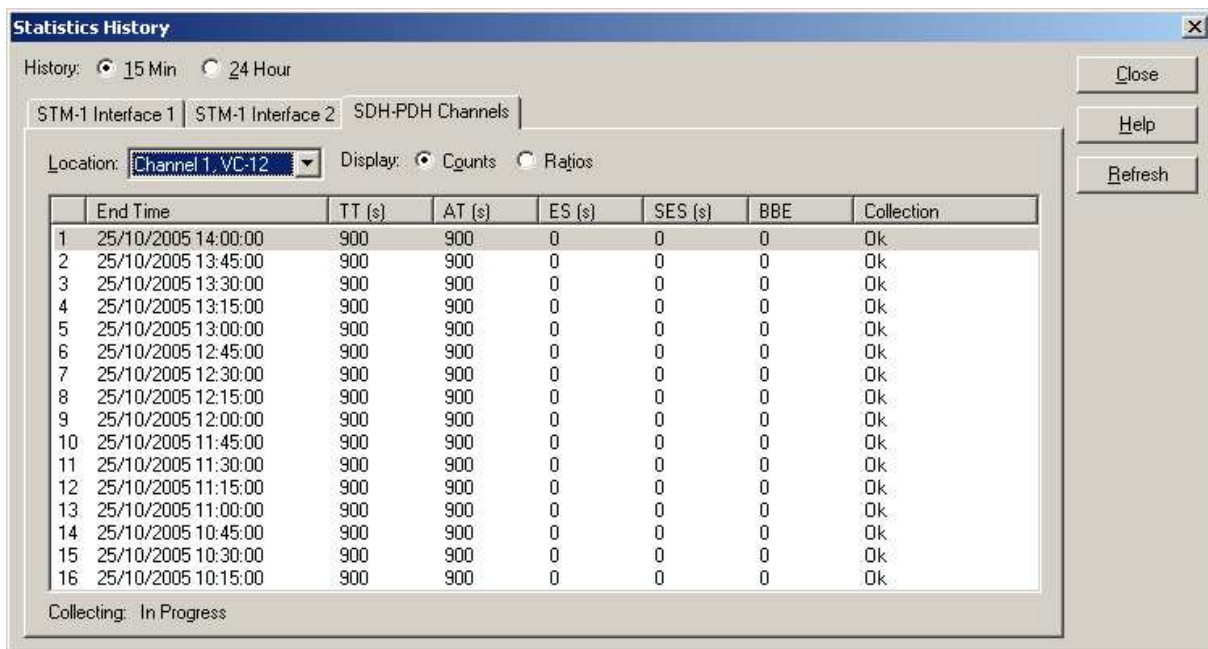 Statistics History
History: 15 Min 24 Hour
Close
STM-1 Interface 1 STM-1 Interface 2 SDH-PDH Channels
Help
Location: Channel 1, VC-12 Display: Counts Ratios
Refresh
End Time TT (s) AT (s) ES (s) SES (s) BBE Collection
1 25/10/2005 14:00:00 900 900 0 0 0 Ok
2 25/10/2005 13:45:00 900 900 0 0 0 Ok
3 25/10/2005 13:30:00 900 900 0 0 0 Ok
4 25/10/2005 13:15:00 900 900 0 0 0 Ok
5 25/10/2005 13:00:00 900 900 0 0 0 Ok
6 25/10/2005 12:45:00 900 900 0 0 0 Ok
7 25/10/2005 12:30:00 900 900 0 0 0 Ok
8 25/10/2005 12:15:00 900 900 0 0 0 Ok
9 25/10/2005 12:00:00 900 900 0 0 0 Ok
10 25/10/2005 11:45:00 900 900 0 0 0 Ok
11 25/10/2005 11:30:00 900 900 0 0 0 Ok
12 25/10/2005 11:15:00 900 900 0 0 0 Ok
13 25/10/2005 11:00:00 900 900 0 0 0 Ok
14 25/10/2005 10:45:00 900 900 0 0 0 Ok
15 25/10/2005 10:30:00 900 900 0 0 0 Ok
16 25/10/2005 10:15:00 900 900 0 0 0 Ok
Collecting: In Progress